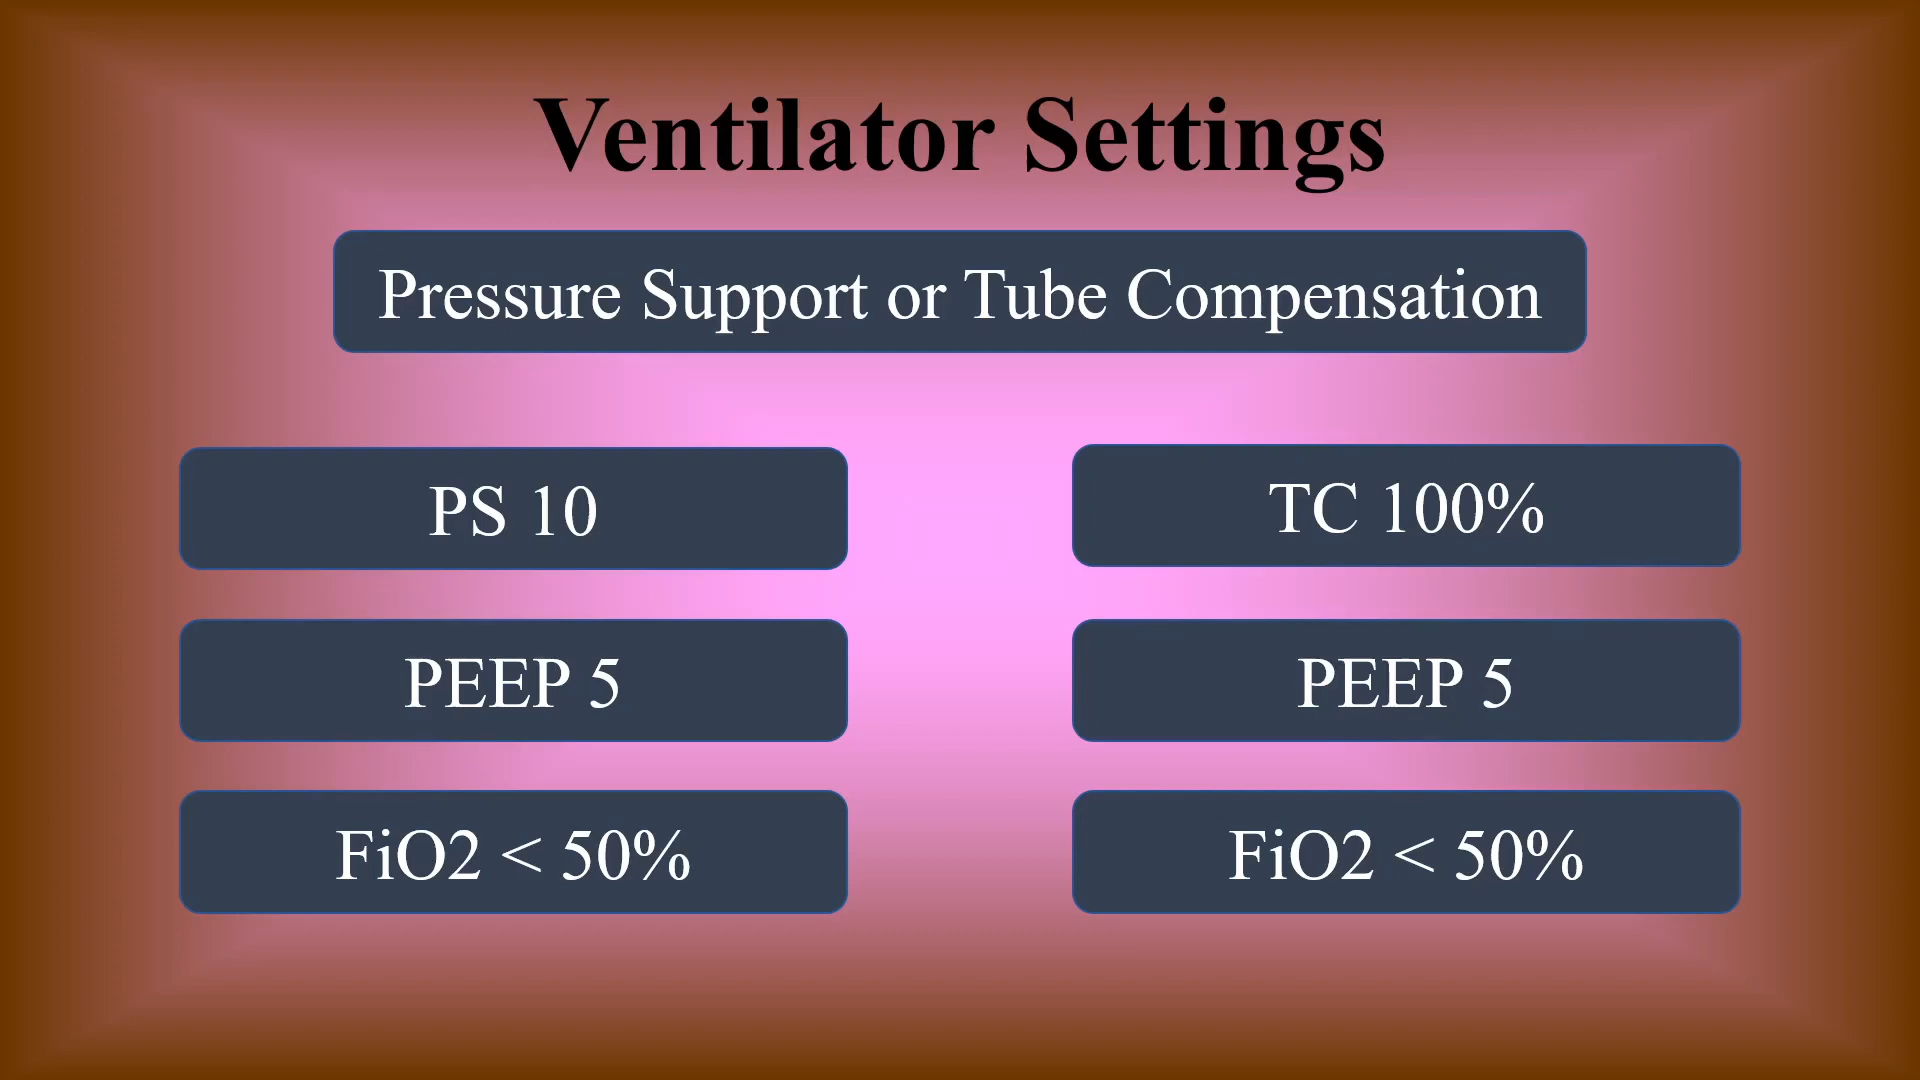 Ventilator Settings
Pressure Support or Tube Compensation
PS 10
TC 100%
PEEP 5
PEEP 5
FiO2 < 50%
FiO2 < 50%